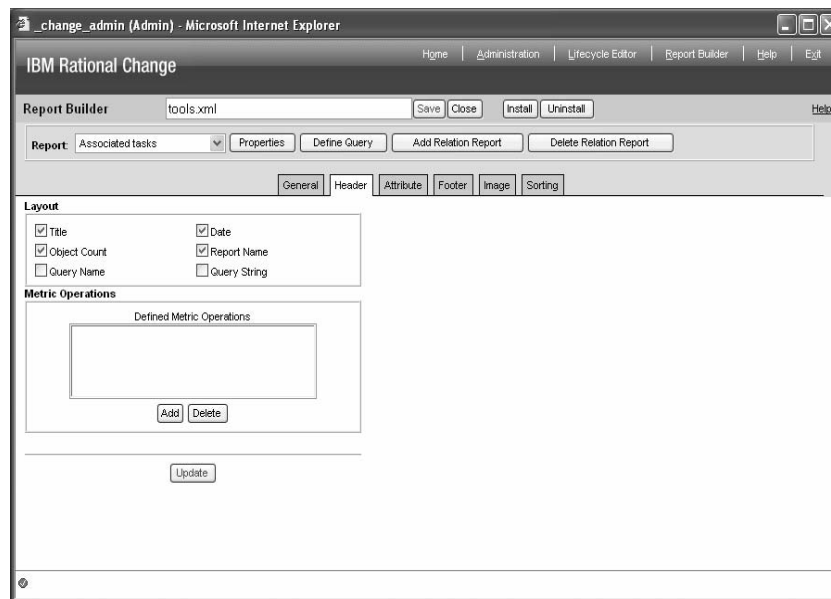 _change_admin (Admin) - Microsoft Internet Explorer
IBM Rational Change
Home | Administration | Lifecycle Editor | Report Builder | Help | Exit
Report Builder tools.xml Save Close Install Uninstall Help
Report: Associated tasks Properties Define Query Add Relation Report Delete Relation Report
General Header Attribute Footer Image Sorting
Layout
Title Date
Object Count Report Name
Query Name Query String
Metric Operations
Defined Metric Operations
Add Delete
Update